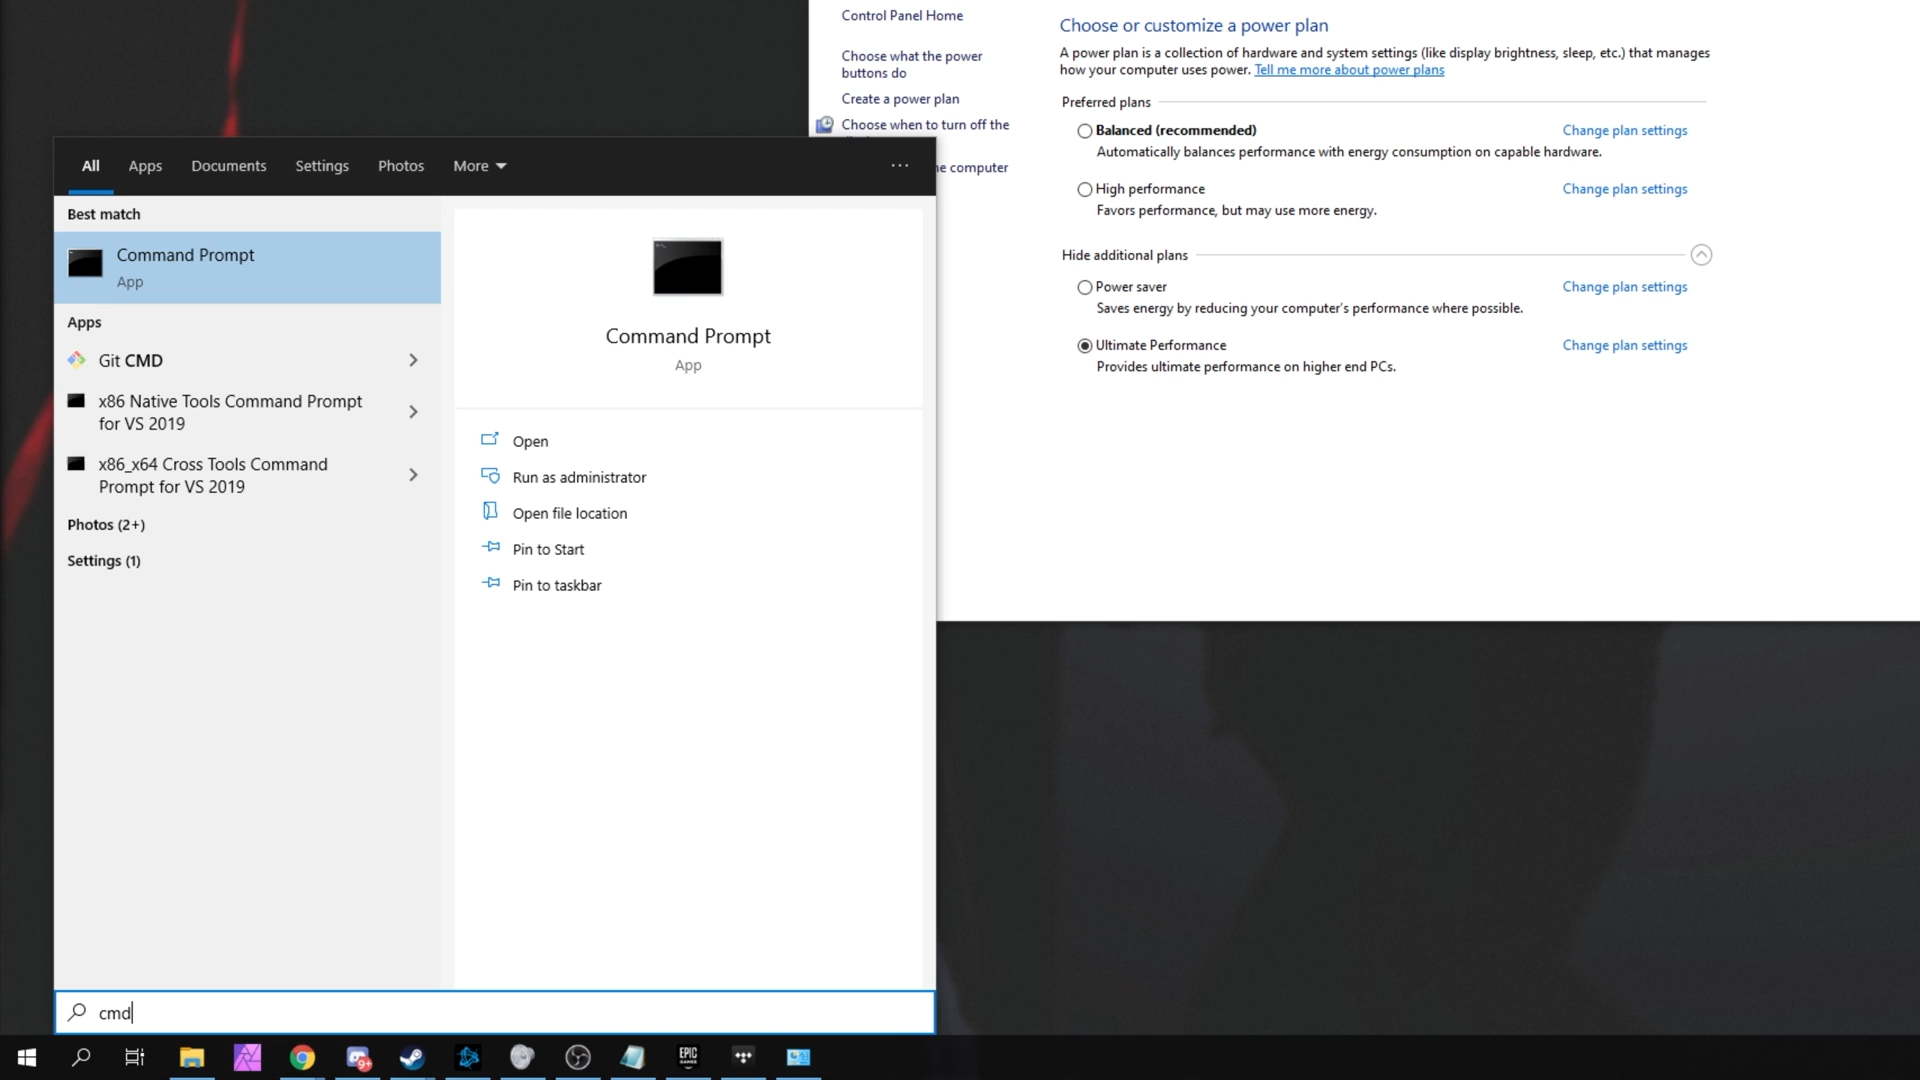 Control Panel Home
Choose what the power
buttons do
Create a power plan
Choose when to turn off the
he computer
Choose or customize a power plan
A power plan is a collection of hardware and system settings (like display brightness, sleep, etc.) that manages
how your computer uses power. Tell me more about power plans
Preferred plans
Balanced (recommended) Change plan settings
Automatically balances performance with energy consumption on capable hardware.
High performance Change plan settings
Favors performance, but may use more energy.
Hide additional plans
Power saver Change plan settings
Saves energy by reducing your computer's performance where possible.
Ultimate Performance Change plan settings
Provides ultimate performance on higher end PCs.
All Apps Documents Settings Photos More ...
Best match
Command Prompt
App
Apps
Git CMD
x86 Native Tools Command Prompt
for VS 2019
x86_x64 Cross Tools Command
Prompt for VS 2019
Photos (2+)
Settings (1)
Command Prompt
App
Open
Run as administrator
Open file location
Pin to Start
Pin to taskbar
cmd
9+
EPIC
GAMES